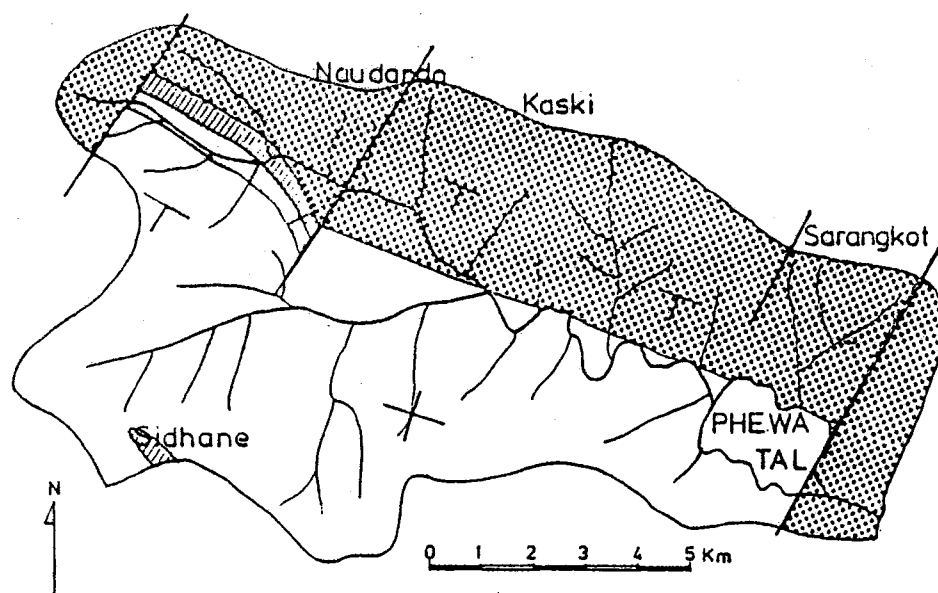 Naudanda
Kaski
Sarangkot
PHEWA
TAL
Sidhane
N
0 1 2 3 4 5 Km